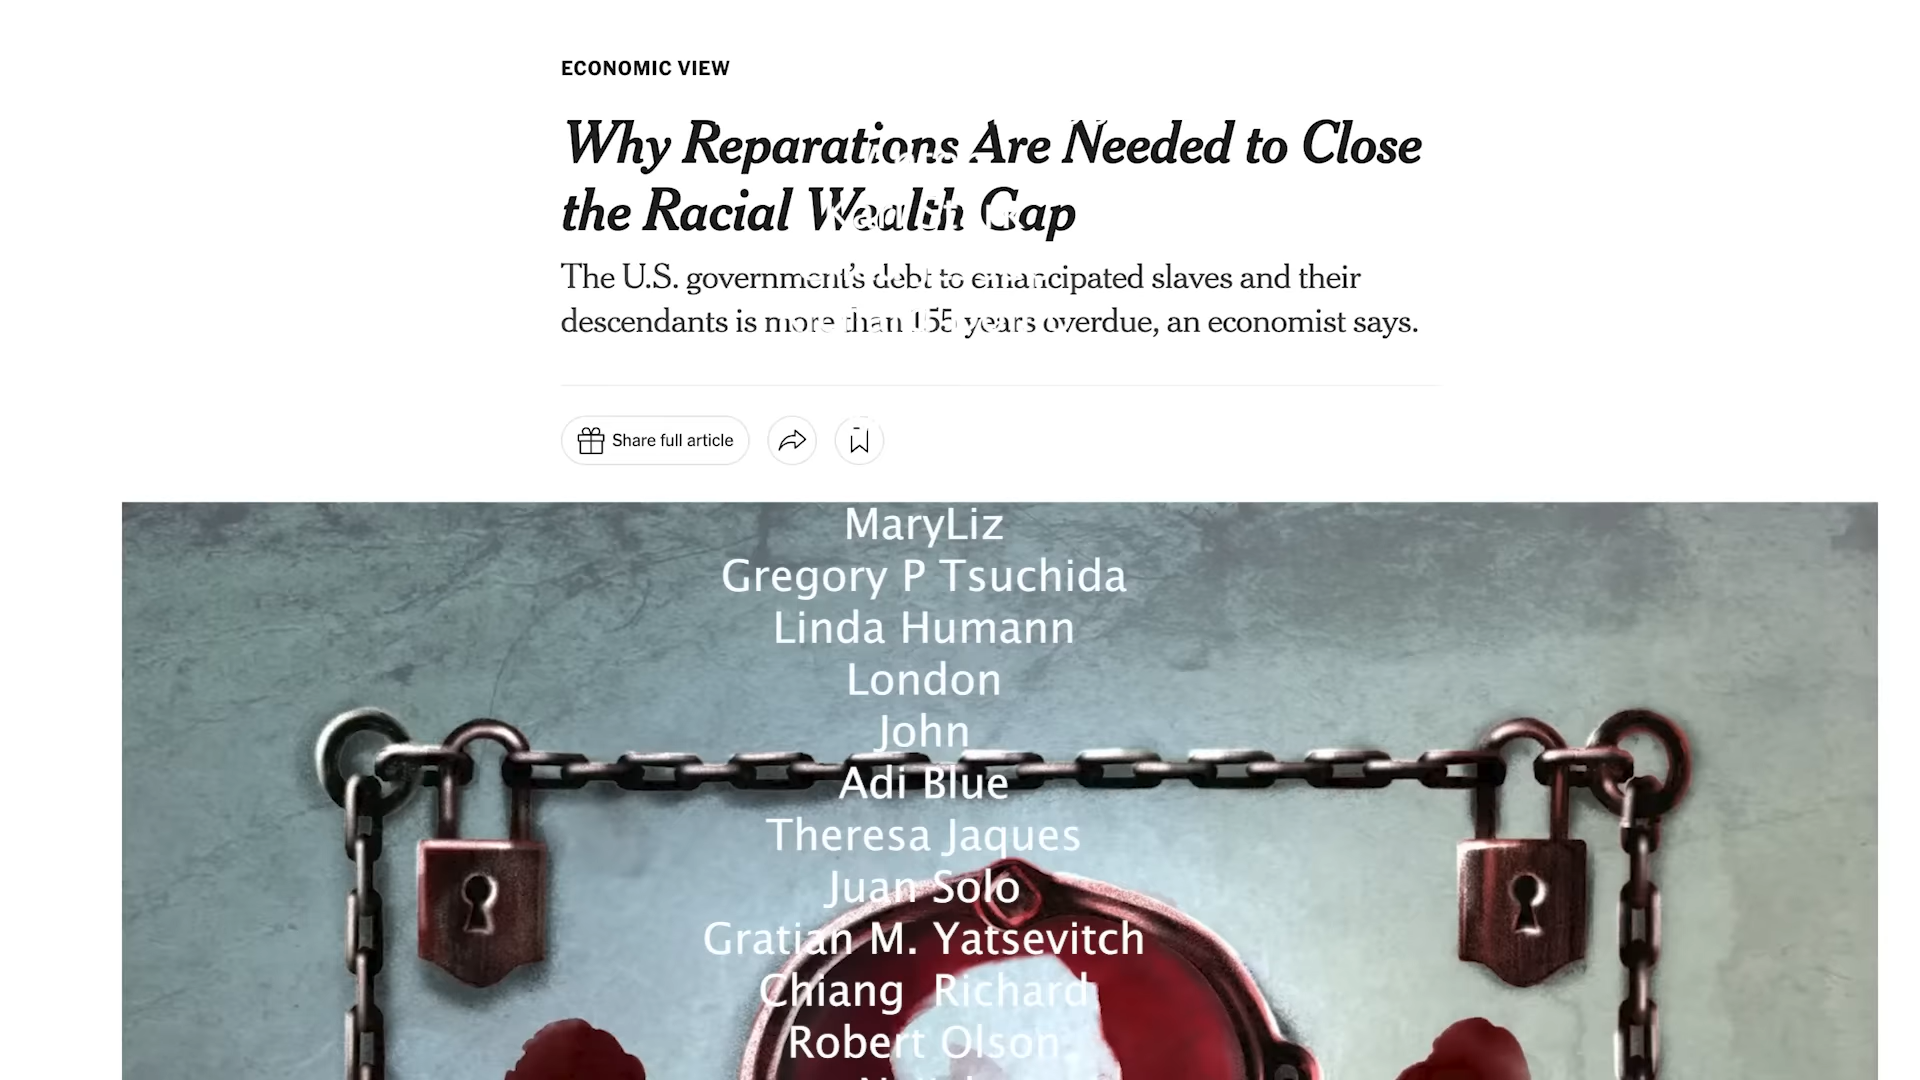 ECONOMIC VIEW
Why Reparations Are Needed to Close
the Racial Wealth Gap
The U.S. government's debt to emancipated slaves and their
descendants is more than 155 years overdue, an economist says.
Share full article
MaryLiz
Gregory P Tsuchida
Linda Humann
London
John
Adi Blue
Theresa Jaques
Juan Solo
Gratian M. Yatsevitch
Chiang Richard
Robert Olson